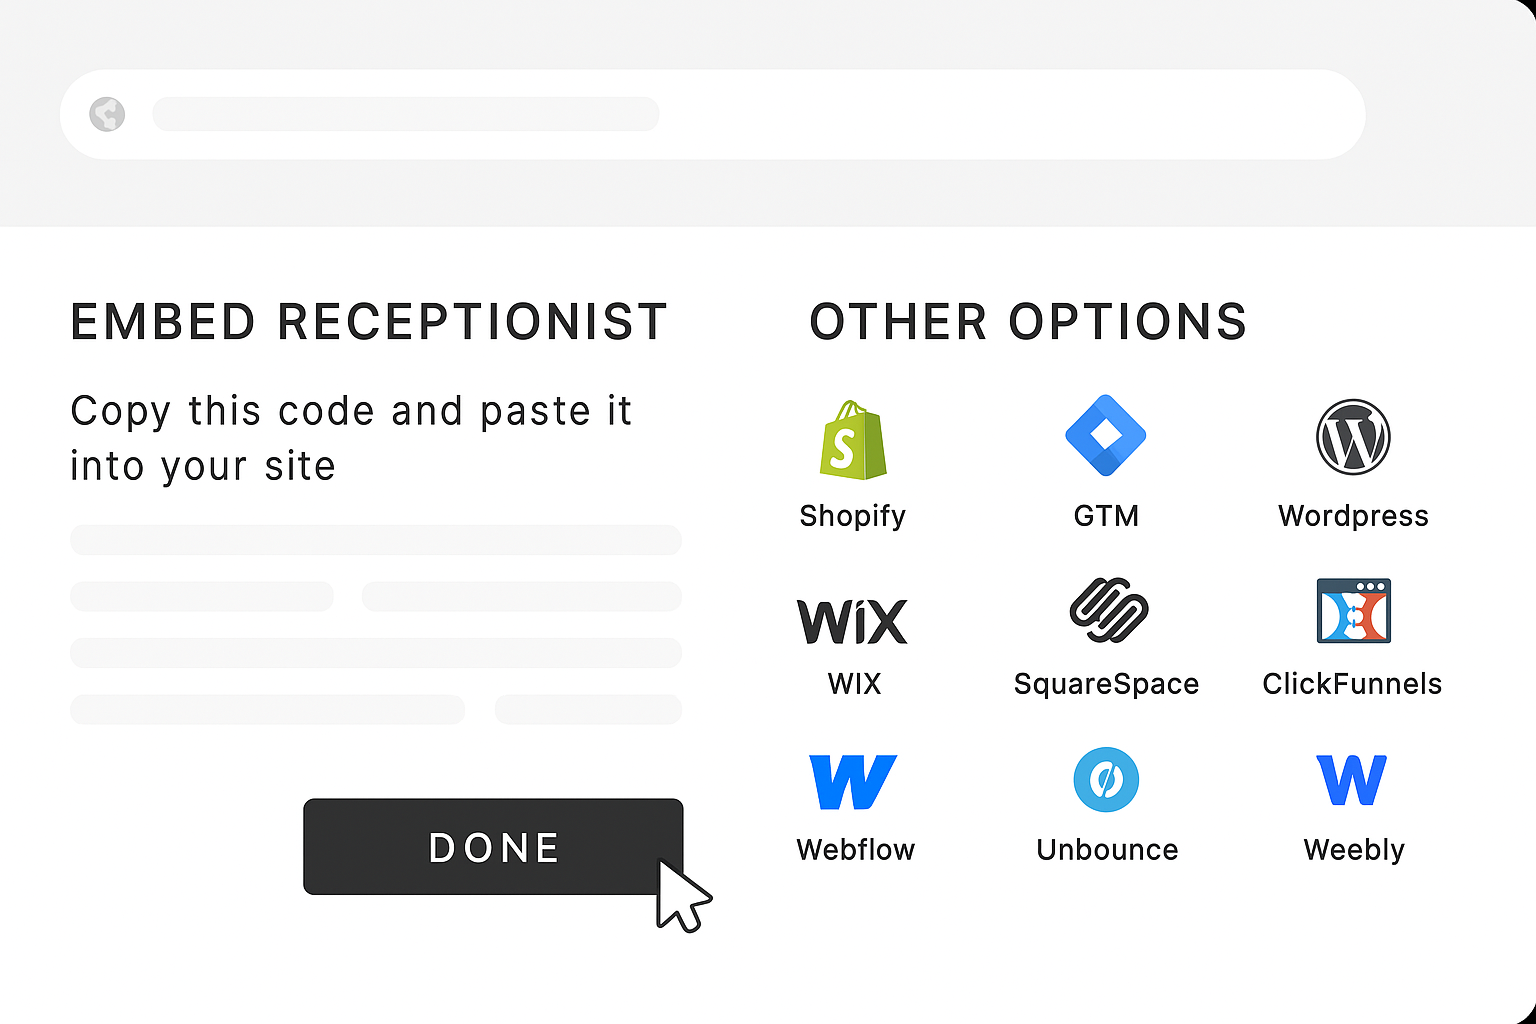 EMBED RECEPTIONIST
Copy this code and paste it
into your site
DONE
OTHER OPTIONS
Shopify
GTM
Wordpress
WiX
WIX
SquareSpace
ClickFunnels
Webflow
Unbounce
Weebly